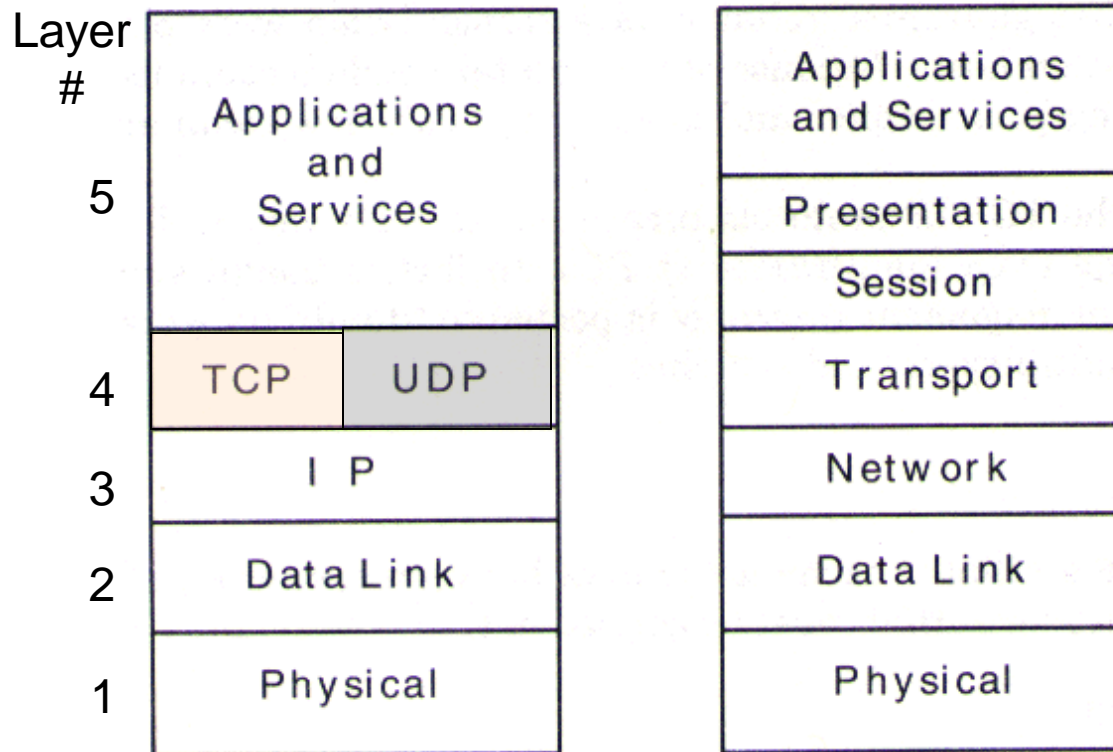 Layer
#
Applications
and
Services
5
TCP UDP
4
I P
3
Data Link
2
Physical
1
Applications
and Services
Presentation
Session
Transport
Network
Data Link
Physical